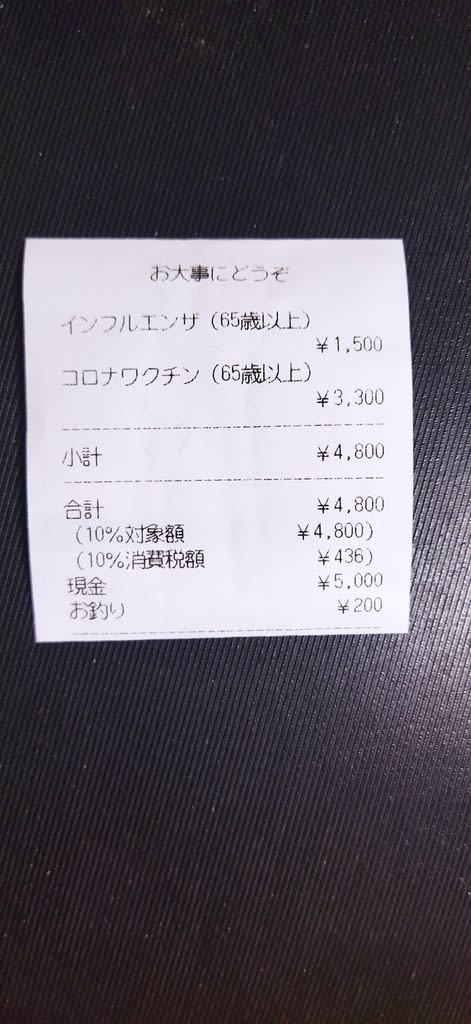 お大事にどうぞ
インフルエンザ(65歳以上)
¥1,500
コロナワクチン(65歳以上)
¥3,300
小計 ¥4,800
合計 ¥4,800
(10%対象額 ¥4,800)
(10%消費税額 ¥436)
現金 ¥5,000
お釣り ¥200